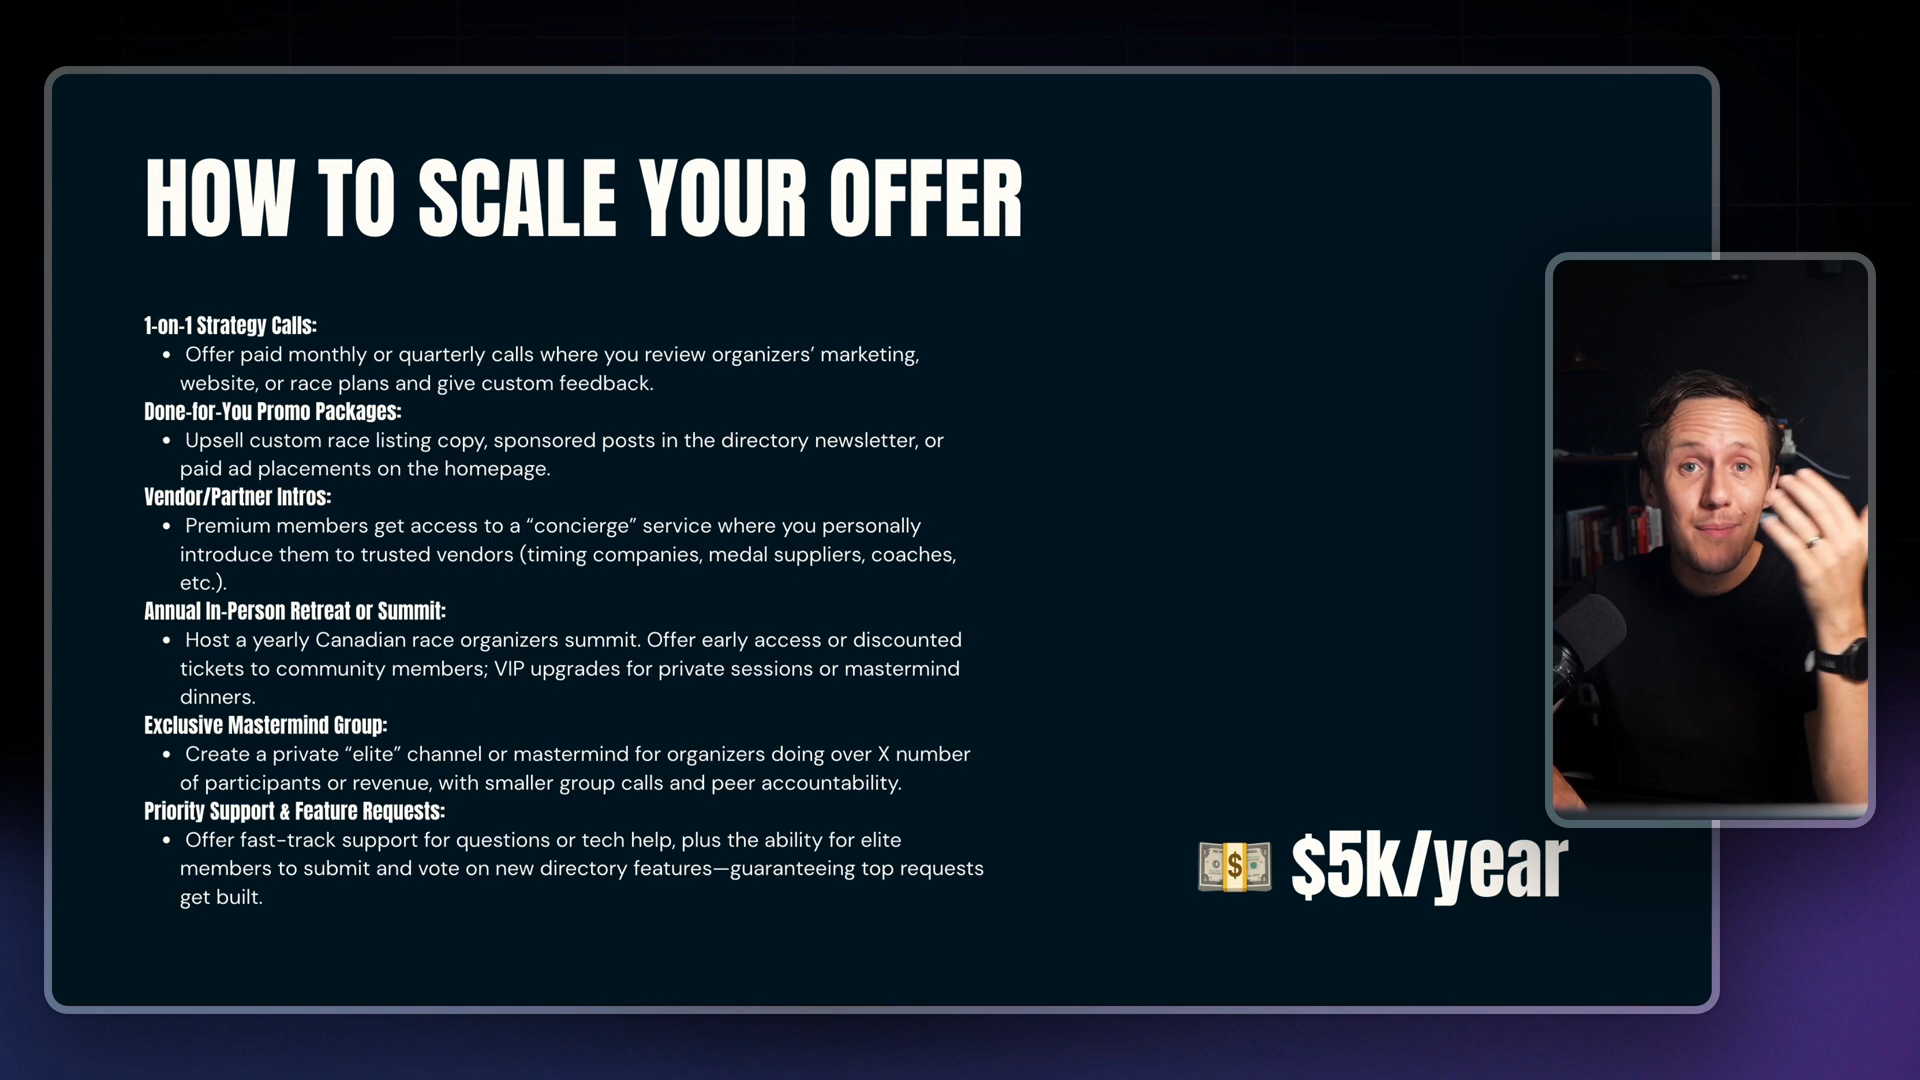 HOW TO SCALE YOUR OFFER
1-on-1 Strategy Calls:
• Offer paid monthly or quarterly calls where you review organizers’ marketing,
website, or race plans and give custom feedback.
Done-for-You Promo Packages:
• Upsell custom race listing copy, sponsored posts in the directory newsletter, or
paid ad placements on the homepage.
Vendor/Partner Intros:
• Premium members get access to a “concierge” service where you personally
introduce them to trusted vendors (timing companies, medal suppliers, coaches,
etc.).
Annual In-Person Retreat or Summit:
• Host a yearly Canadian race organizers summit. Offer early access or discounted
tickets to community members; VIP upgrades for private sessions or mastermind
dinners.
Exclusive Mastermind Group:
• Create a private “elite” channel or mastermind for organizers doing over X number
of participants or revenue, with smaller group calls and peer accountability.
Priority Support & Feature Requests:
• Offer fast-track support for questions or tech help, plus the ability for elite
members to submit and vote on new directory features—guaranteeing top requests
get built.
💵 $5k/year